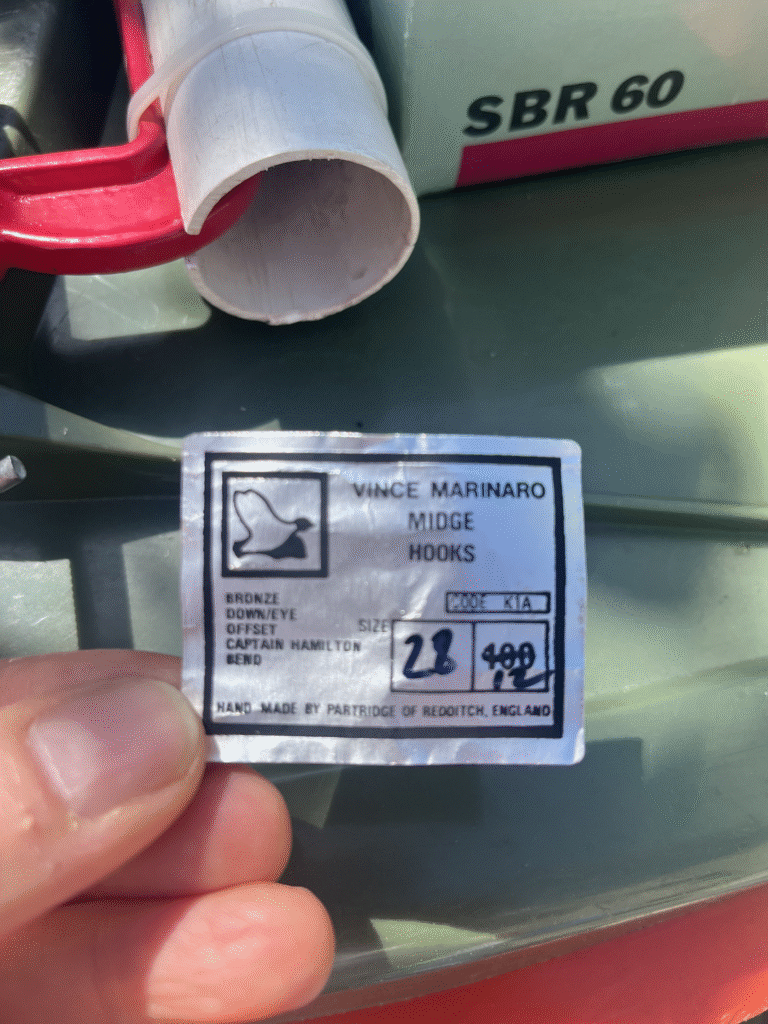 SBR 60
VINCE MARINARO
MIDGE
HOOKS
BRONZE
DOWN/EYE
OFFSET
CAPTAIN HAMILTON
BEND
CODE K1A
SIZE
28
100
12
HAND MADE BY PARTRIDGE OF REDDITCH, ENGLAND